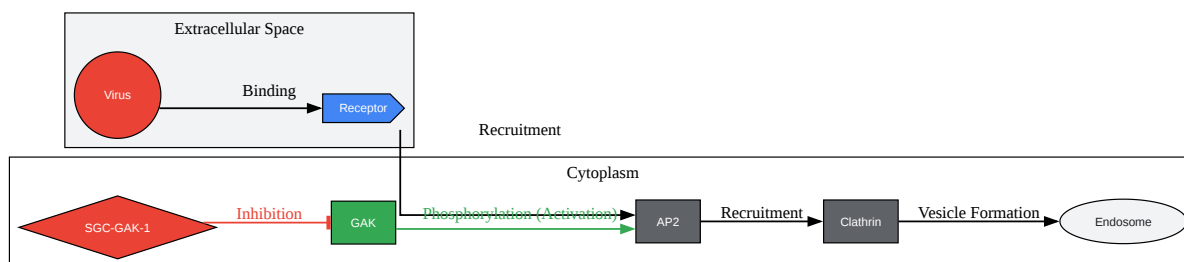 Extracellular Space
Virus
Binding
Receptor
Recruitment
Cytoplasm
SGC-GAK-1
Inhibition
GAK
Phosphorylation (Activation)
AP2
Recruitment
Clathrin
Vesicle Formation
Endosome